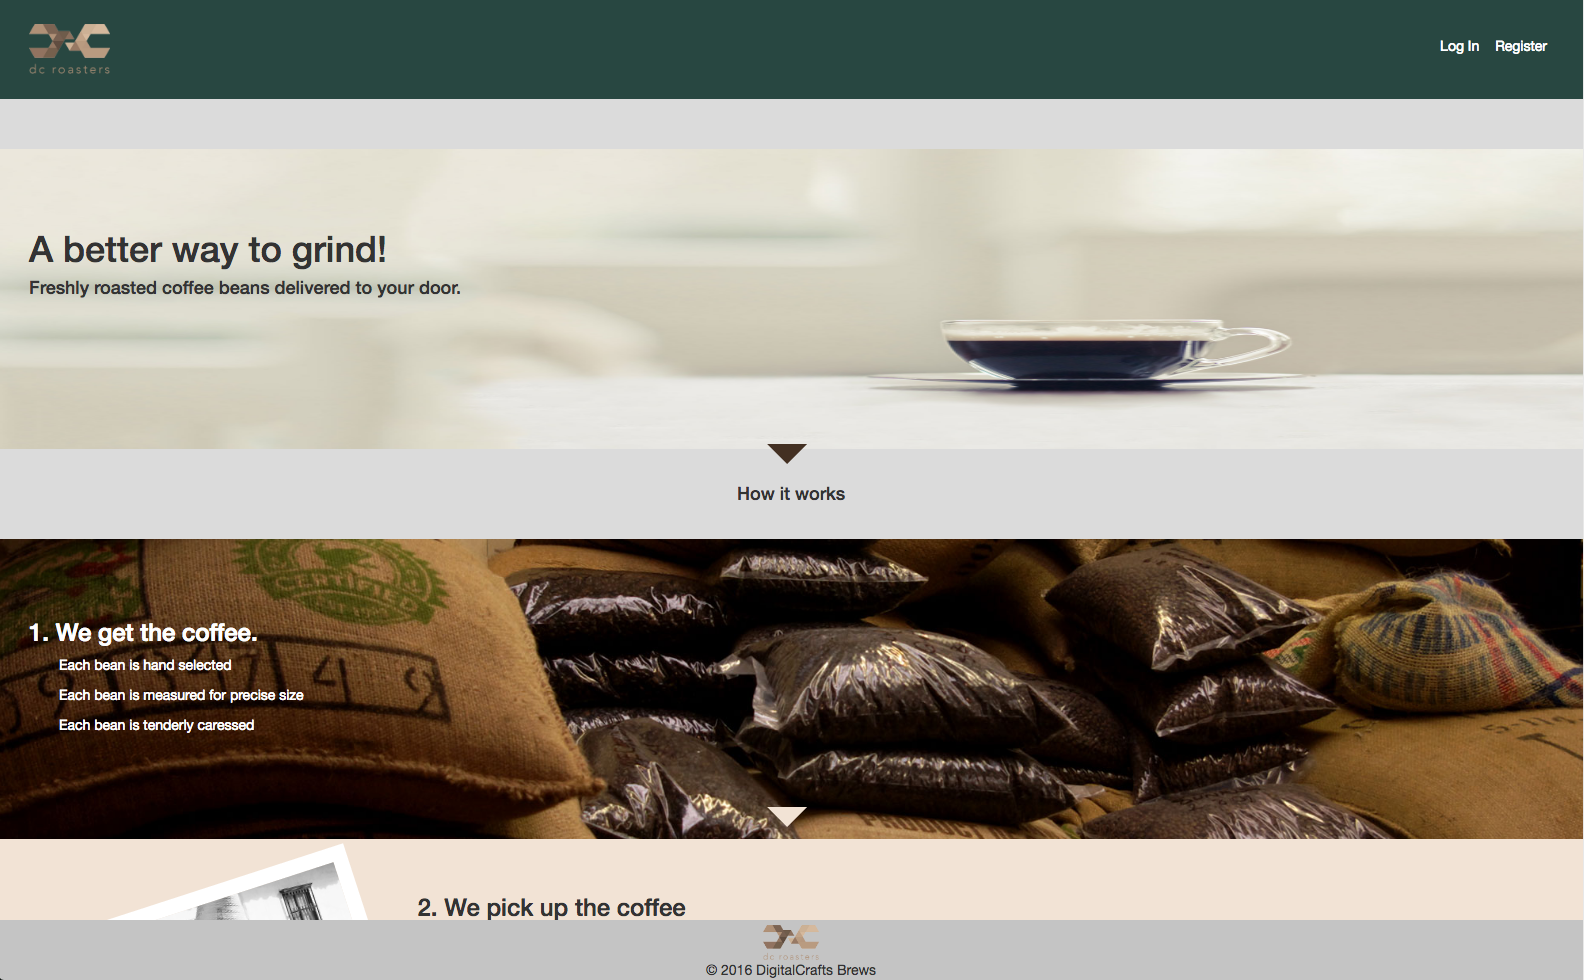 dc roasters
Log In Register
A better way to grind!
Freshly roasted coffee beans delivered to your door.
How it works
CERTIFIED
1. We get the coffee.
Each bean is hand selected
Each bean is measured for precise size
Each bean is tenderly caressed
2. We pick up the coffee
dc roasters
© 2016 DigitalCrafts Brews